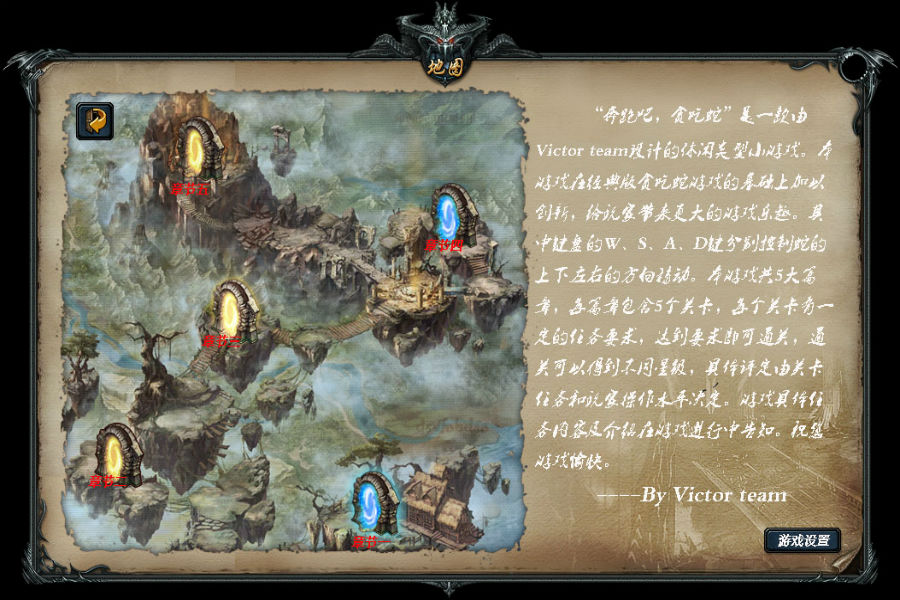 地图
“奔跑吧,贪吃蛇”是一款由
Victor team设计的休闲类型小游戏。本
游戏在经典版贪吃蛇游戏的基础上加以
创新,给玩家带来更大的游戏乐趣。其
中键盘的W、S、A、D键分别控制蛇的
上下左右的方向移动。本游戏共5大篇
章,每篇章包含5个关卡,每个关卡有一
定的任务要求,达到要求即可通关,通
关可以得到不同星级,具体评定由关卡
任务和玩家操作水平决定。游戏具体任
务内容及介绍在游戏进行中告知。祝您
游戏愉快。
----By Victor team
游戏设置